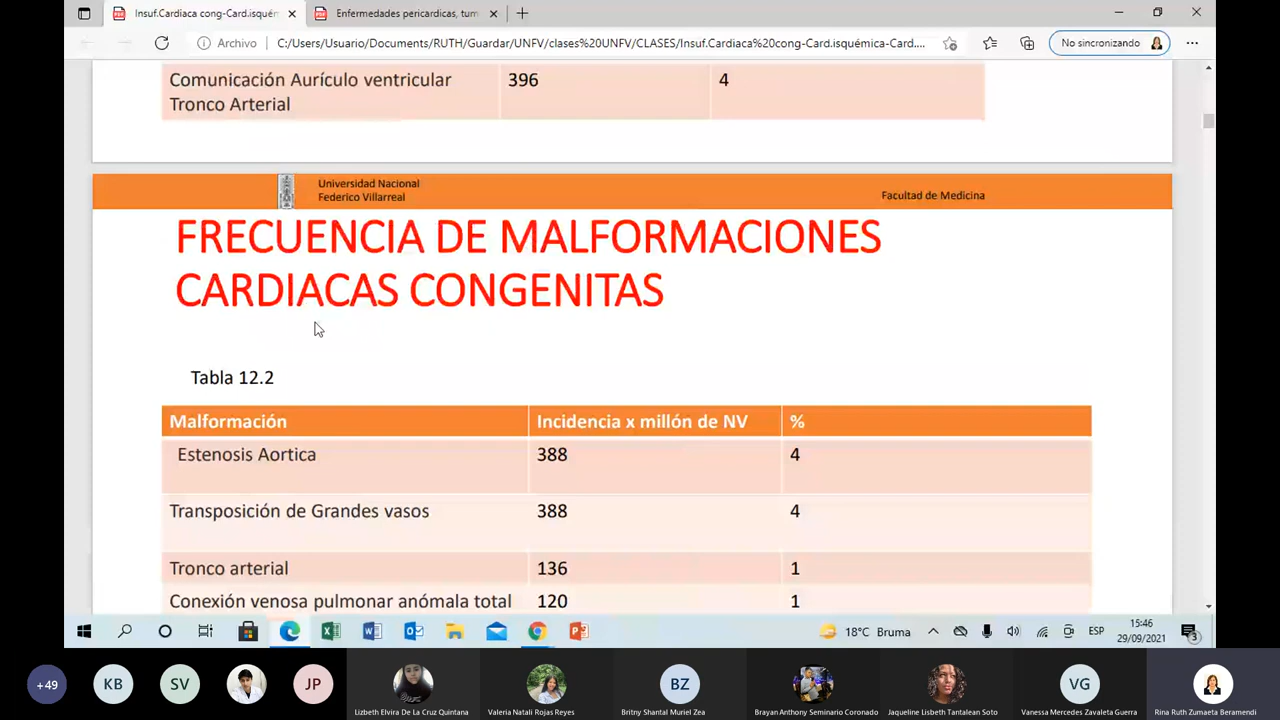 Insuf.Cardiaca cong-Card.isquém
Enfermedades pericardicas, tum
Archivo
C:/Users/Usuario/Documents/RUTH/Guardar/UNFV/clases%20UNFV/CLASES/Insuf.Cardiaca%20cong-Card.isquémica-Card....
No sincronizando
Comunicación Aurículo ventricular 396 4
Tronco Arterial
Universidad Nacional
Federico Villarreal
Facultad de Medicina
FRECUENCIA DE MALFORMACIONES
CARDIACAS CONGENITAS
Tabla 12.2
Malformación Incidencia x millón de NV %
Estenosis Aortica 388 4
Transposición de Grandes vasos 388 4
Tronco arterial 136 1
Conexión venosa pulmonar anómala total 120 1
18°C Bruma
ESP
15:46
29/09/2021
3
+49
KB
SV
JP
BZ
VG
Lizbeth Elvira De La Cruz Quintana
Valeria Natali Rojas Reyes
Britny Shantal Muriel Zea
Brayan Anthony Seminario Coronado
Jaqueline Lisbeth Tantalean Soto
Vanessa Mercedes Zavaleta Guerra
Rina Ruth Zumaeta Beramendi